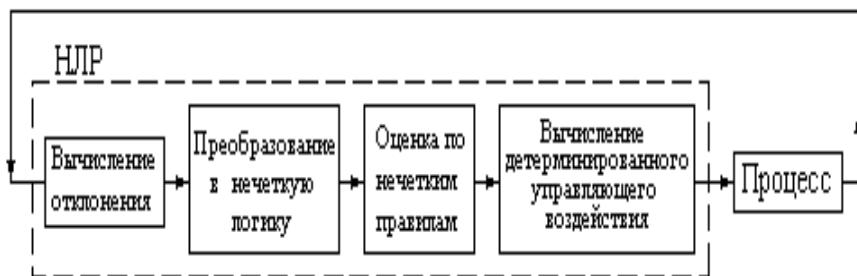 НЛР
Вычисление
отклонения
Преобразование
в нечеткую
логику
Оценка по
нечетким
правилам
Вычисление
детерминированного
управляющего
воздействия
Процесс